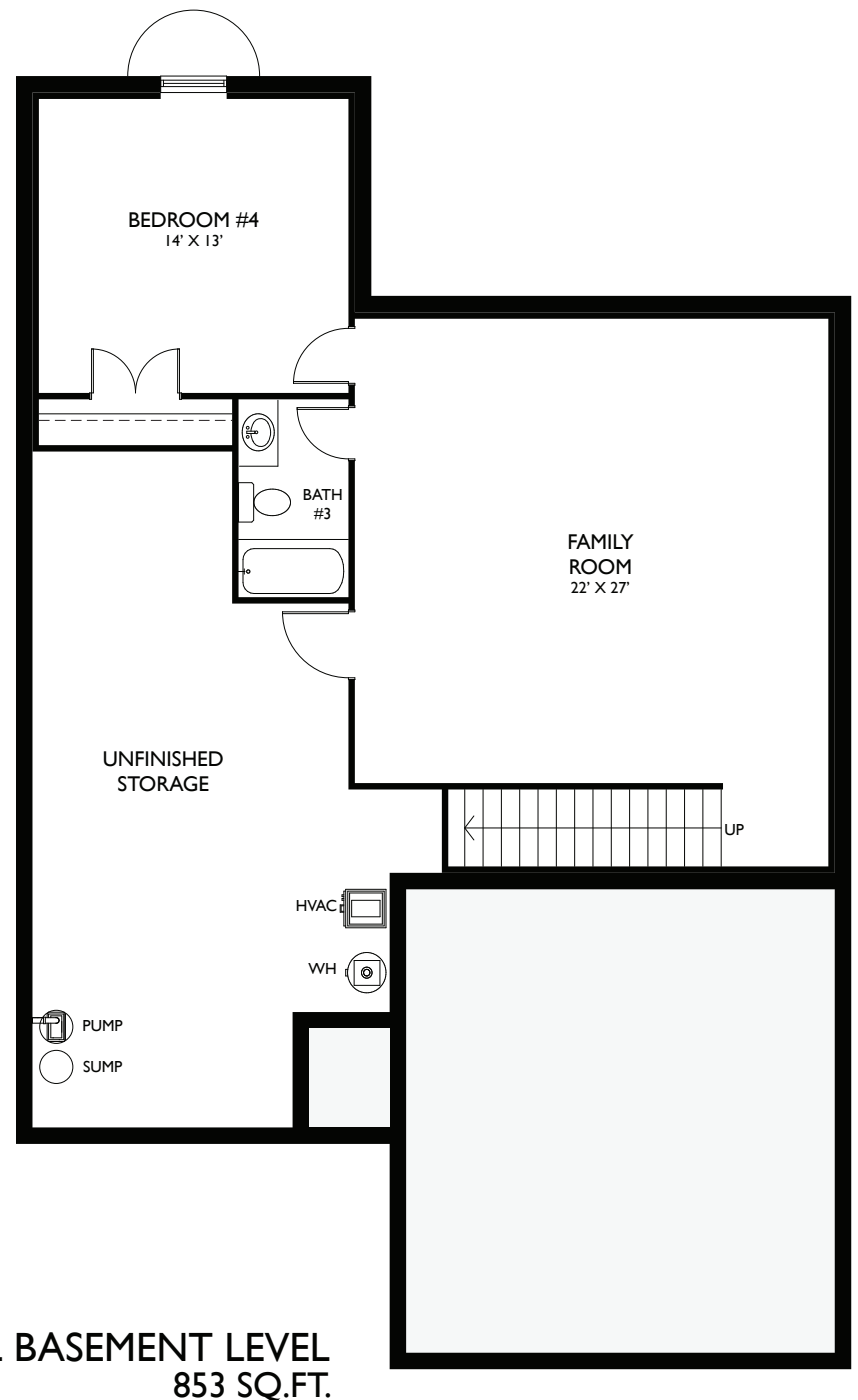 BEDROOM #4
14' X 13'
BATH
#3
FAMILY
ROOM
22' X 27'
UNFINISHED
STORAGE
UP
HVAC
WH
PUMP
SUMP
BASEMENT LEVEL
853 SQ.FT.